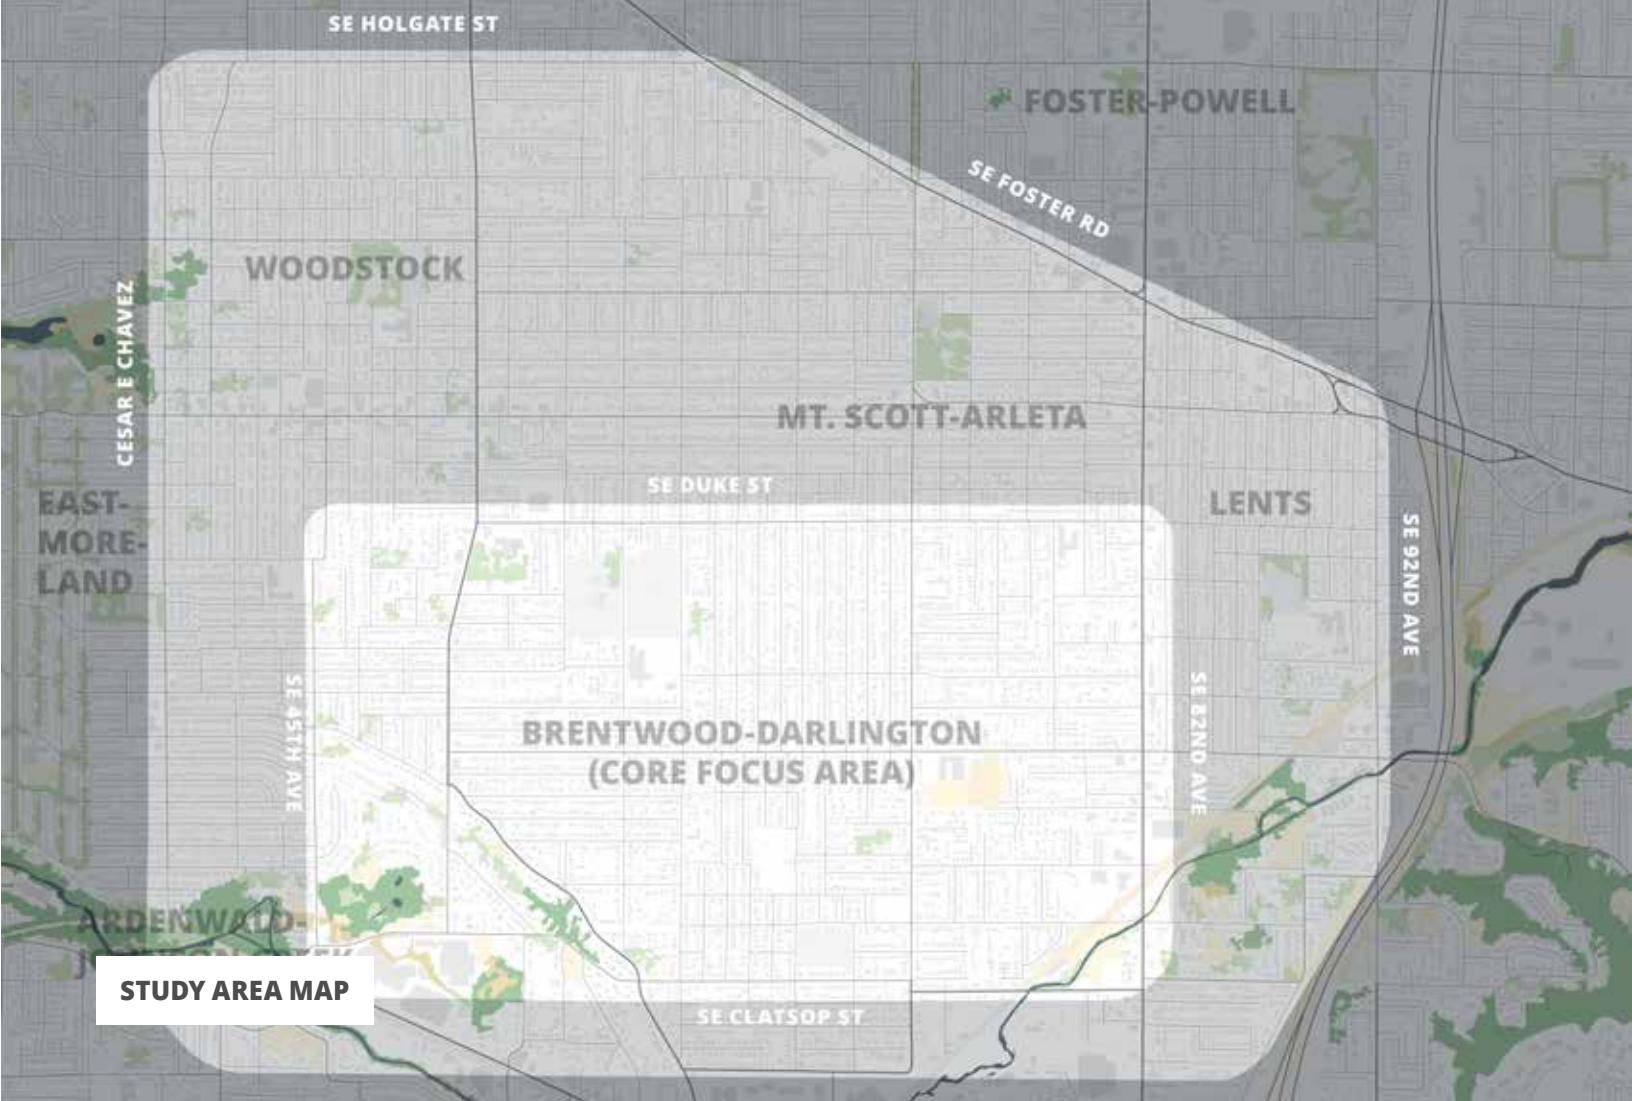 SE HOLGATE ST
FOSTER-POWELL
SE FOSTER RD
WOODSTOCK
CESAR E CHAVEZ
MT. SCOTT-ARLETA
SE DUKE ST
EAST-
MORE-
LAND
LENTS
SE 92ND AVE
SE 45TH AVE
SE 82ND AVE
BRENTWOOD-DARLINGTON
(CORE FOCUS AREA)
ARDENWALD-
CREEK
STUDY AREA MAP
SE CLATSOP ST